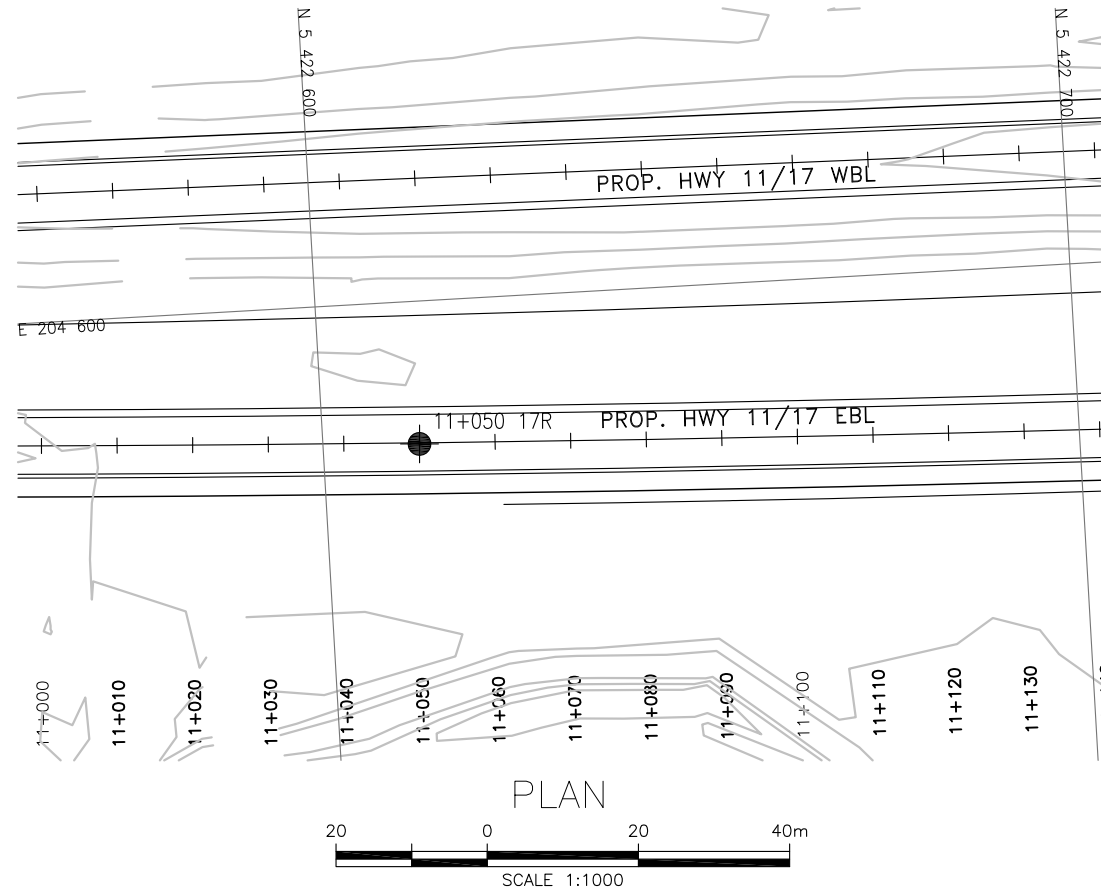 N 5 422 600
N 5 422 700
PROP. HWY 11/17 WBL
E 204 600
11+050 17R
PROP. HWY 11/17 EBL
11+000
11+010
11+020
11+030
11+040
11+050
11+060
11+070
11+080
11+090
11+100
11+110
11+120
11+130
PLAN
20 0 20 40m
SCALE 1:1000